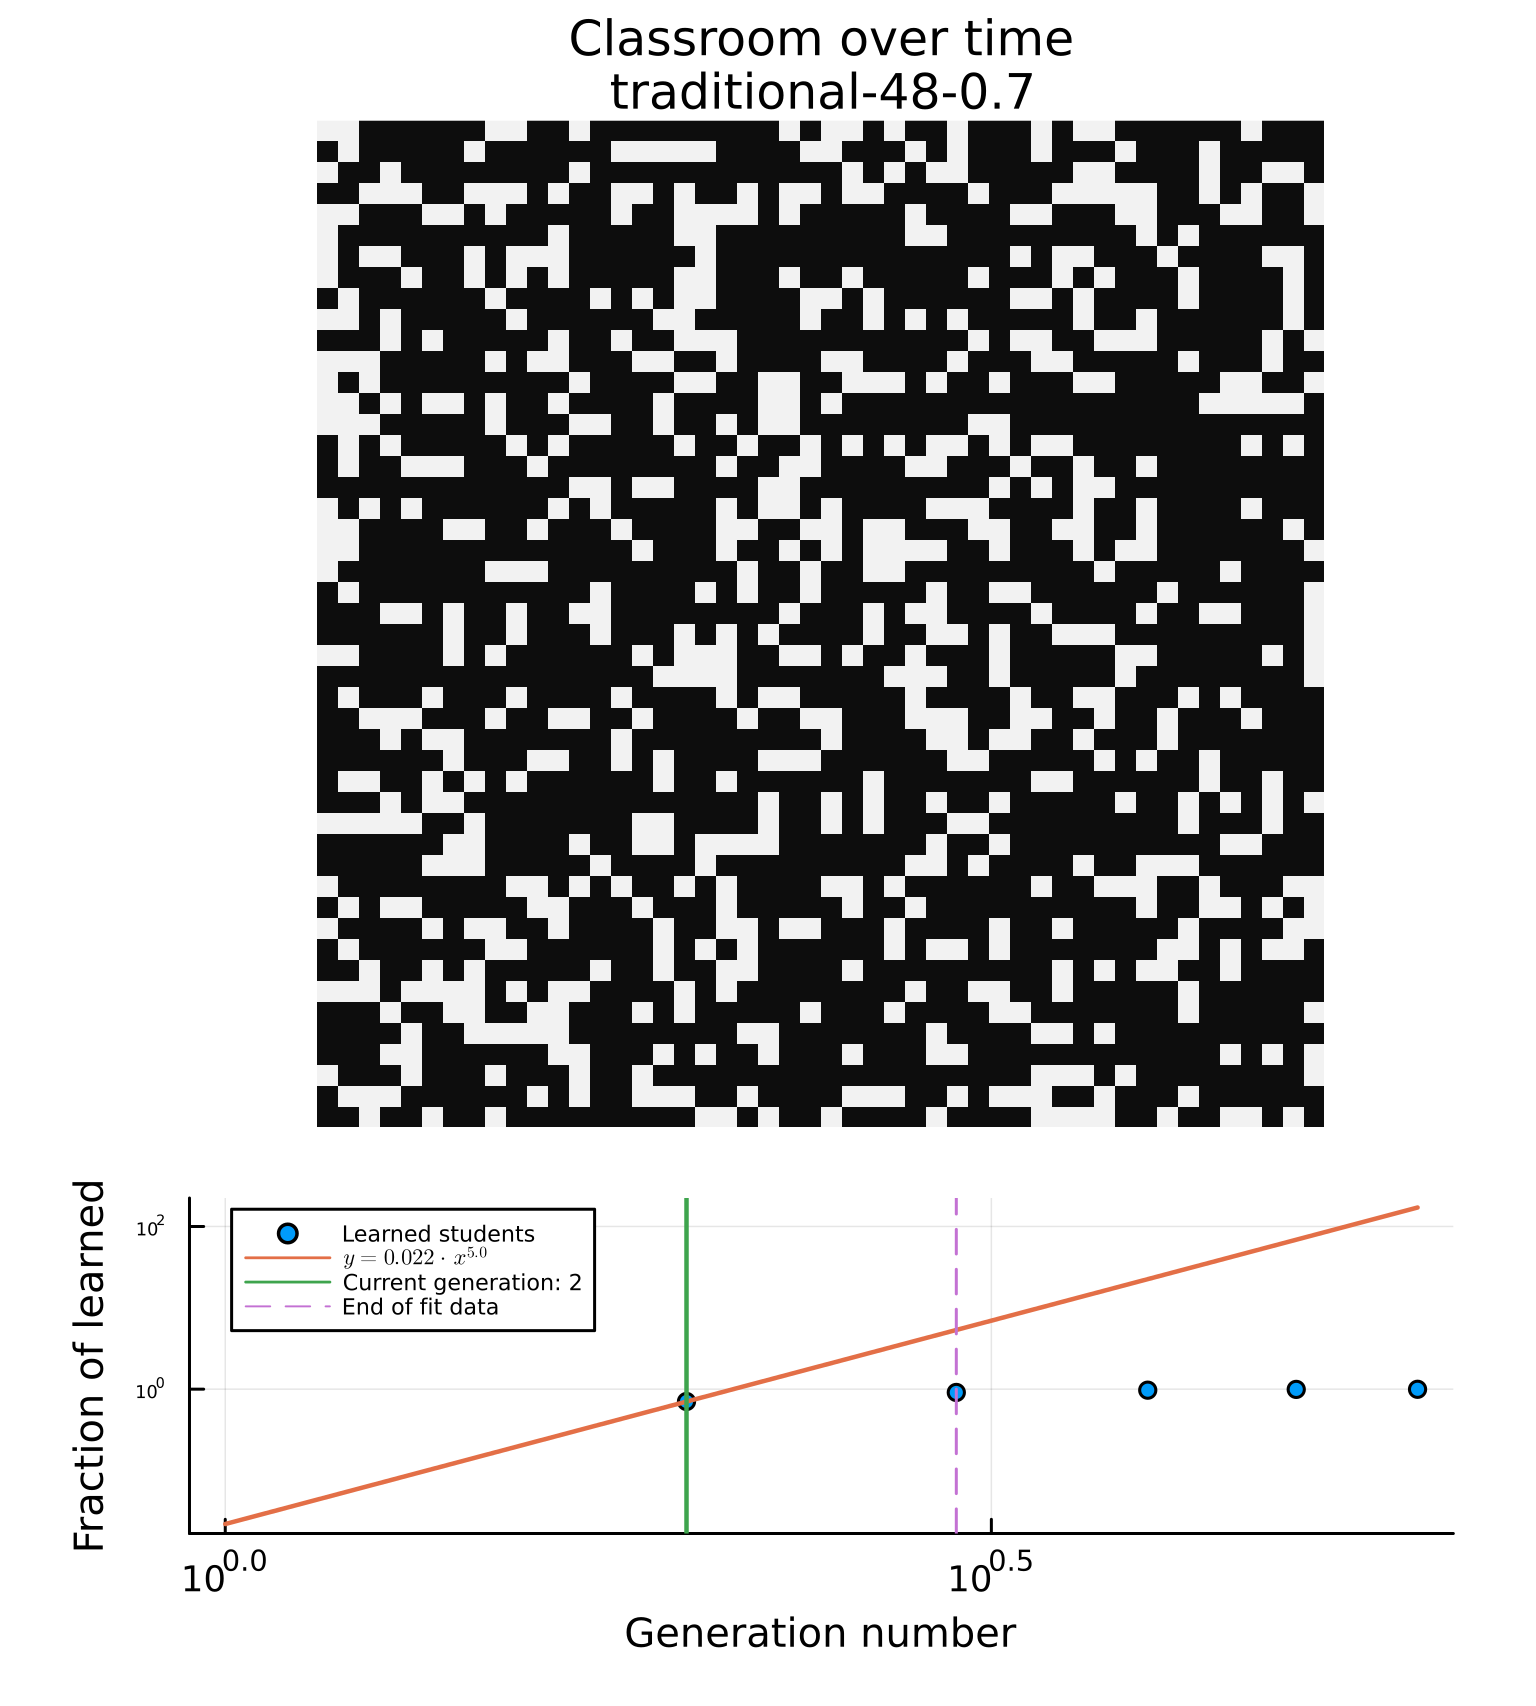 Classroom over time
traditional-48-0.7
Fraction of learned
10^2
10^0
Learned students
y = 0.022 · x^5.0
Current generation: 2
End of fit data
10^0.0
10^0.5
Generation number